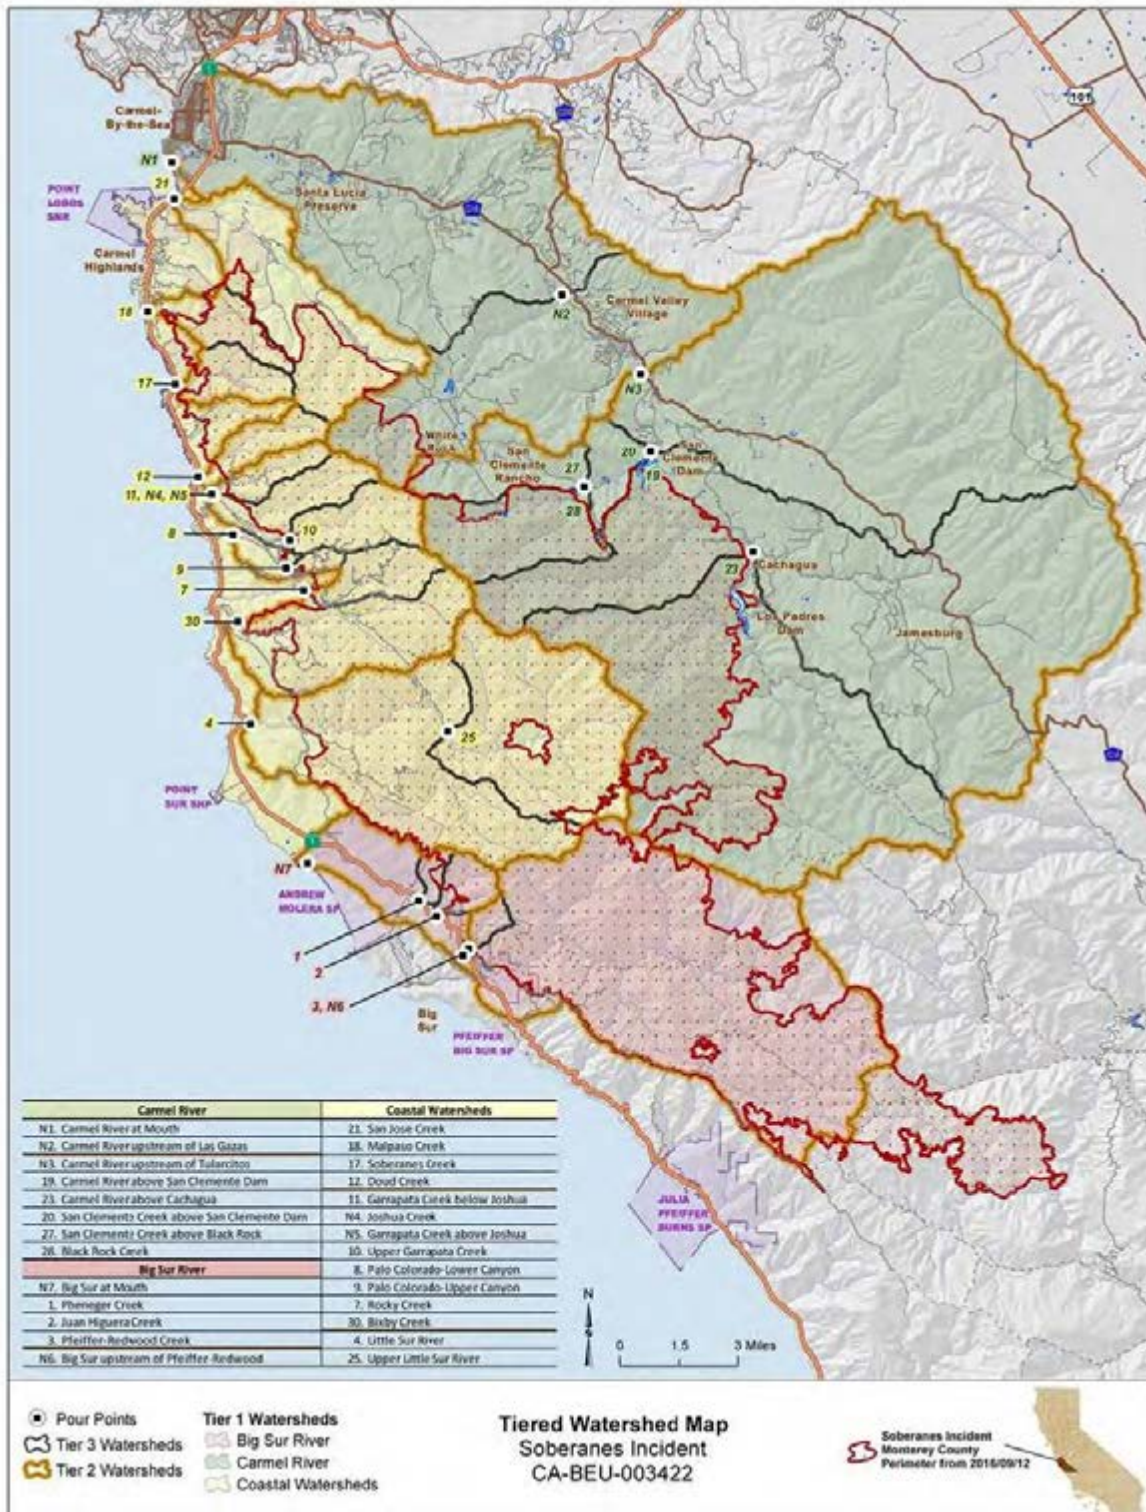 1
Carmel-
By-the-Sea
N1
POINT
LOBOS
SNR
21
Santa Lucia
Preserve
Carmel
Highlands
18
N2
Carmel Valley
Village
101
17
N3
White
Rock
San
Clemente
Rancho
20
San
Clemente
Dam
27
19
28
12
11, N4, N5
8
10
9
7
23
Cachagua
Los Padres
Dam
Jamesburg
30
4
25
POINT
SUR SHP
1
N7
ANDREW
MOLERA SP
1
2
3, N6
Big
Sur
PFEIFFER
BIG SUR SP
JULIA
PFEIFFER
BURNS SP
Carmel River
N1. Carmel River at Mouth
N2. Carmel River upstream of Las Gazas
N3. Carmel River upstream of Tularcitos
19. Carmel River above San Clemente Dam
23. Carmel River above Cachagua
20. San Clemente Creek above San Clemente Dam
27. San Clemente Creek above Black Rock
28. Black Rock Creek
Big Sur River
N7. Big Sur at Mouth
1. Pheneger Creek
2. Juan Higuera Creek
3. Pfeiffer-Redwood Creek
N6. Big Sur upstream of Pfeiffer-Redwood
Coastal Watersheds
21. San Jose Creek
18. Malpaso Creek
17. Soberanes Creek
12. Doud Creek
11. Garrapata Creek below Joshua
N4. Joshua Creek
N5. Garrapata Creek above Joshua
10. Upper Garrapata Creek
8. Palo Colorado-Lower Canyon
9. Palo Colorado-Upper Canyon
7. Rocky Creek
30. Bixby Creek
4. Little Sur River
25. Upper Little Sur River
N
0 1.5 3 Miles
Pour Points
Tier 3 Watersheds
Tier 2 Watersheds
Tier 1 Watersheds
Big Sur River
Carmel River
Coastal Watersheds
Tiered Watershed Map
Soberanes Incident
CA-BEU-003422
Soberanes Incident
Monterey County
Perimeter from 2016/09/12